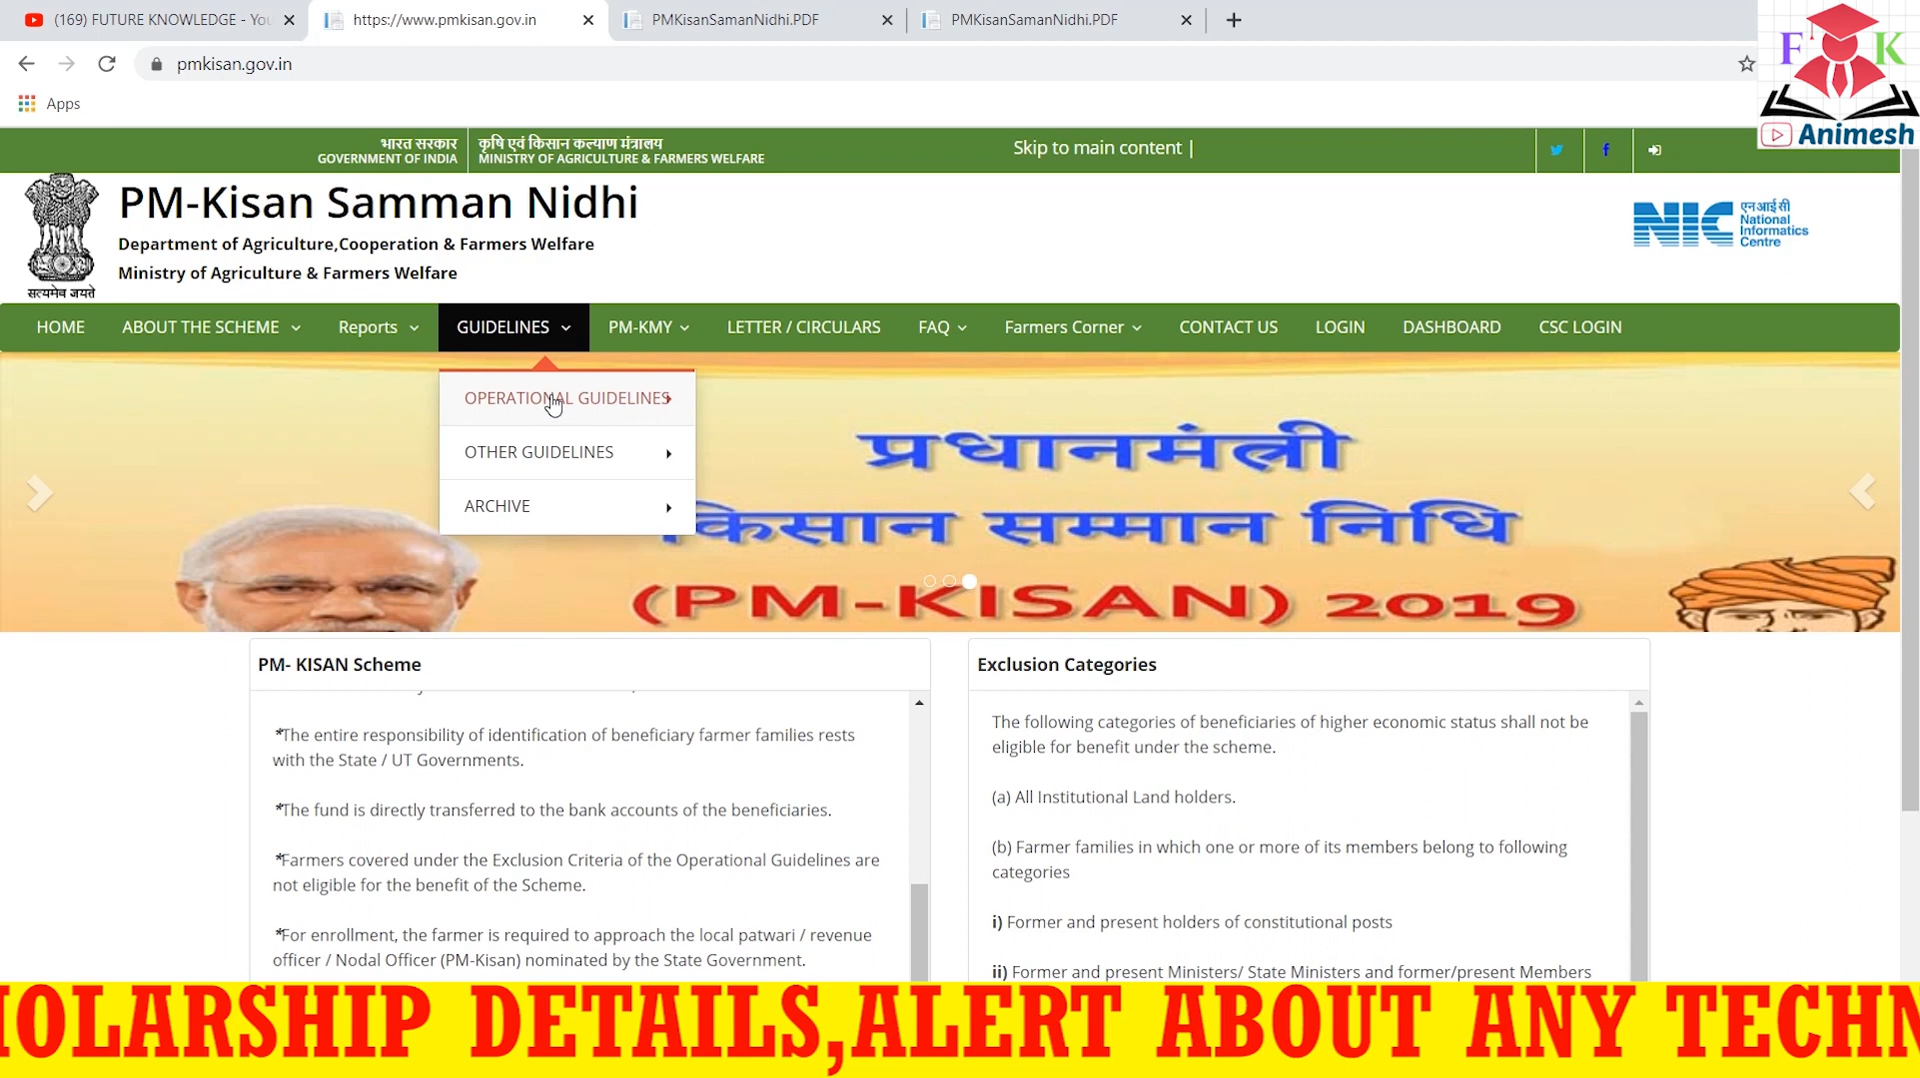 (169) FUTURE KNOWLEDGE - You
https://www.pmkisan.gov.in
PMKisanSamanNidhi.PDF
PMKisanSamanNidhi.PDF
pmkisan.gov.in
Apps
F K
Animesh
भारत सरकार
GOVERNMENT OF INDIA
कृषि एवं किसान कल्याण मंत्रालय
MINISTRY OF AGRICULTURE & FARMERS WELFARE
Skip to main content |
सत्यमेव जयते
PM-Kisan Samman Nidhi
Department of Agriculture,Cooperation & Farmers Welfare
Ministry of Agriculture & Farmers Welfare
NIC
एन आई सी
National
Informatics
Centre
HOME
ABOUT THE SCHEME
Reports
GUIDELINES
PM-KMY
LETTER / CIRCULARS
FAQ
Farmers Corner
CONTACT US
LOGIN
DASHBOARD
CSC LOGIN
OPERATIONAL GUIDELINES
OTHER GUIDELINES
ARCHIVE
प्रधानमंत्री
किसान सम्मान निधि
(PM-KISAN) 2019
PM- KISAN Scheme
*The entire responsibility of identification of beneficiary farmer families rests
with the State / UT Governments.
*The fund is directly transferred to the bank accounts of the beneficiaries.
*Farmers covered under the Exclusion Criteria of the Operational Guidelines are
not eligible for the benefit of the Scheme.
*For enrollment, the farmer is required to approach the local patwari / revenue
officer / Nodal Officer (PM-Kisan) nominated by the State Government.
Exclusion Categories
The following categories of beneficiaries of higher economic status shall not be
eligible for benefit under the scheme.
(a) All Institutional Land holders.
(b) Farmer families in which one or more of its members belong to following
categories
i) Former and present holders of constitutional posts
ii) Former and present Ministers/ State Ministers and former/present Members
OLARSHIP DETAILS,ALERT ABOUT ANY TECHN